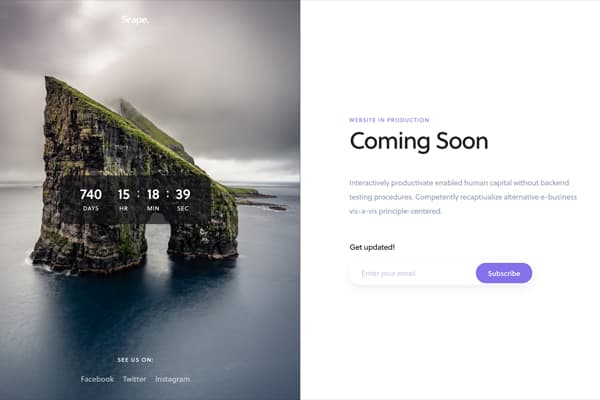 Scape.
740 15 : 18 : 39
DAYS HR MIN SEC
SEE US ON:
Facebook Twitter Instagram
WEBSITE IN PRODUCTION
Coming Soon
Interactively productivate enabled human capital without backend
testing procedures. Competently recaptiualize alternative e-business
vis-a-vis principle-centered.
Get updated!
Enter your email
Subscribe